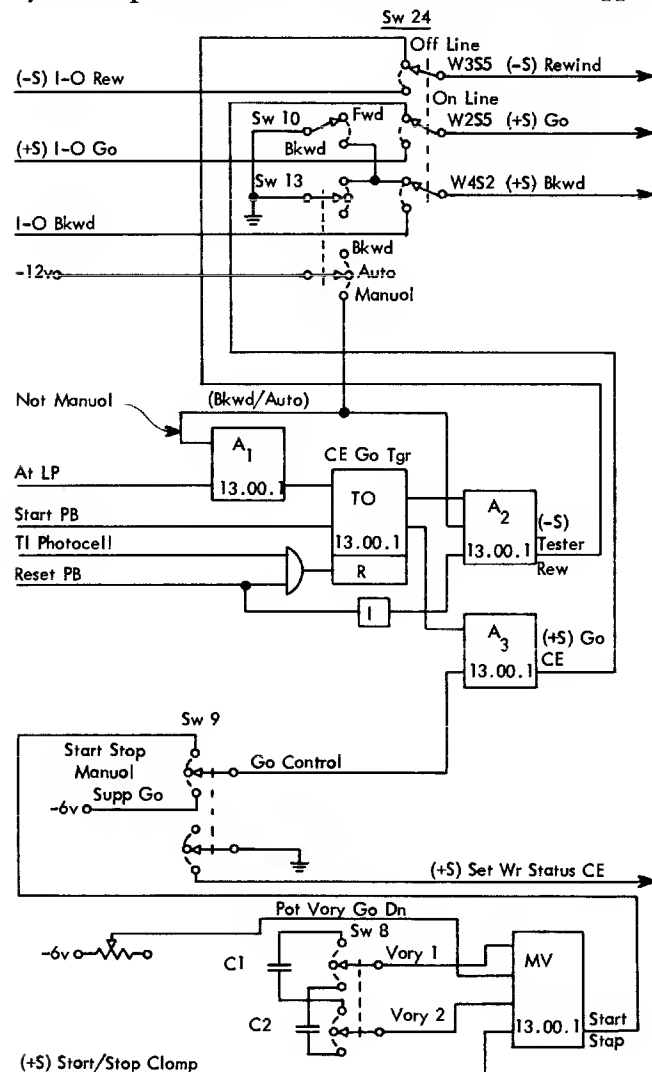 Sw 24
Off Line
W3S5 (-S) Rewind
(-S) I-O Rew
On Line
Sw 10
Fwd
W2S5 (+S) Go
(+S) I-O Go
Bkwd
Sw 13
W4S2 (+S) Bkwd
I-O Bkwd
Bkwd
-12v
Auto
Manuol
Not Manual
(Bkwd/Auto)
A1
13.00.1
CE Go Tgr
At LP
TO
13.00.1
R
Start PB
TI Photocell
Reset PB
A2
13.00.1
(-S)
Tester
Rew
I
A3
13.00.1
(+S) Go
CE
Sw 9
Start Stop
Manuol
Go Control
Supp Go
-6v
(+S) Set Wr Status CE
Pot Vory Go Dn
-6v
Sw 8
C1
Vory 1
MV
C2
Vory 2
13.00.1
Start
Stap
(+S) Stort/Stop Clomp